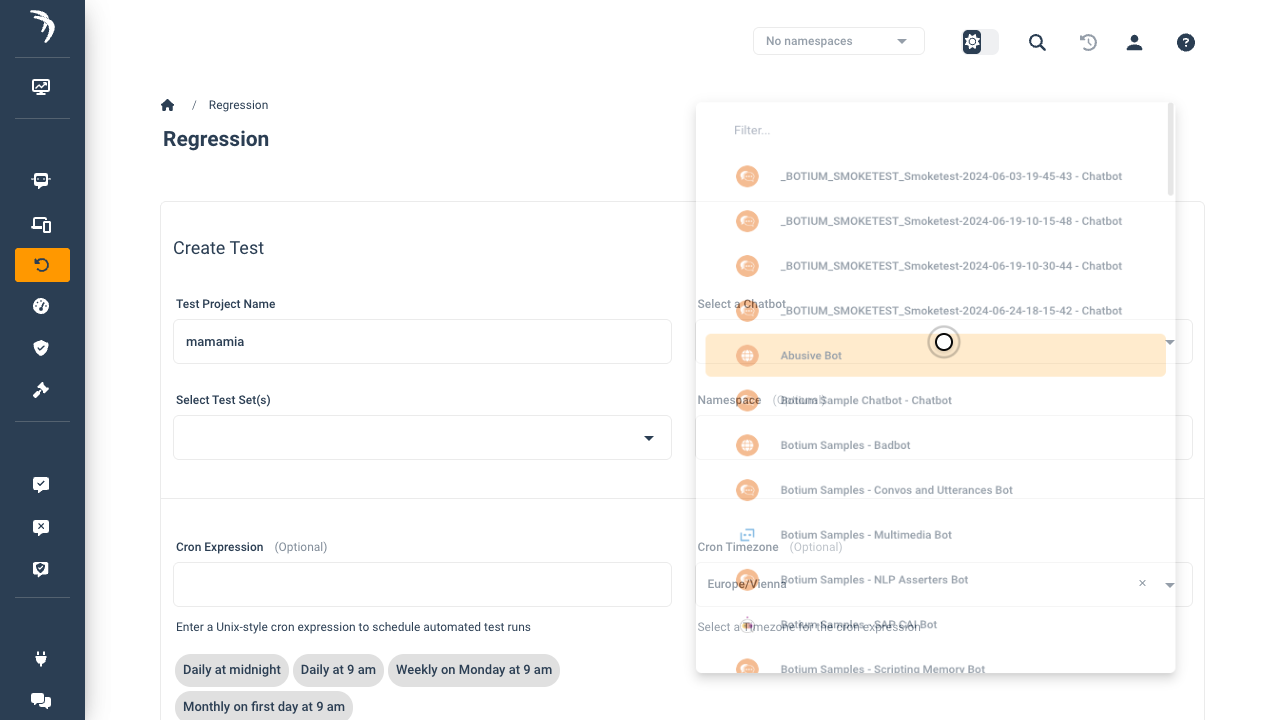 No namespaces
/ Regression
Regression
Filter...
_BOTIUM_SMOKETEST_Smoketest-2024-06-03-19-45-43 - Chatbot
_BOTIUM_SMOKETEST_Smoketest-2024-06-19-10-15-48 - Chatbot
Create Test
_BOTIUM_SMOKETEST_Smoketest-2024-06-19-10-30-44 - Chatbot
Test Project Name
Select a Chatbot
_BOTIUM_SMOKETEST_Smoketest-2024-06-24-18-15-42 - Chatbot
mamamia
Abusive Bot
Select Test Set(s)
Namespace (Optional)
Botium Sample Chatbot - Chatbot
Botium Samples - Badbot
Botium Samples - Convos and Utterances Bot
Botium Samples - Multimedia Bot
Cron Expression (Optional)
Cron Timezone (Optional)
Europe/Vienna ×
Botium Samples - NLP Asserters Bot
Enter a Unix-style cron expression to schedule automated test runs
Select a timezone for the cron expression
Botium Samples - SAP CAI Bot
Daily at midnight
Daily at 9 am
Weekly on Monday at 9 am
Botium Samples - Scripting Memory Bot
Monthly on first day at 9 am